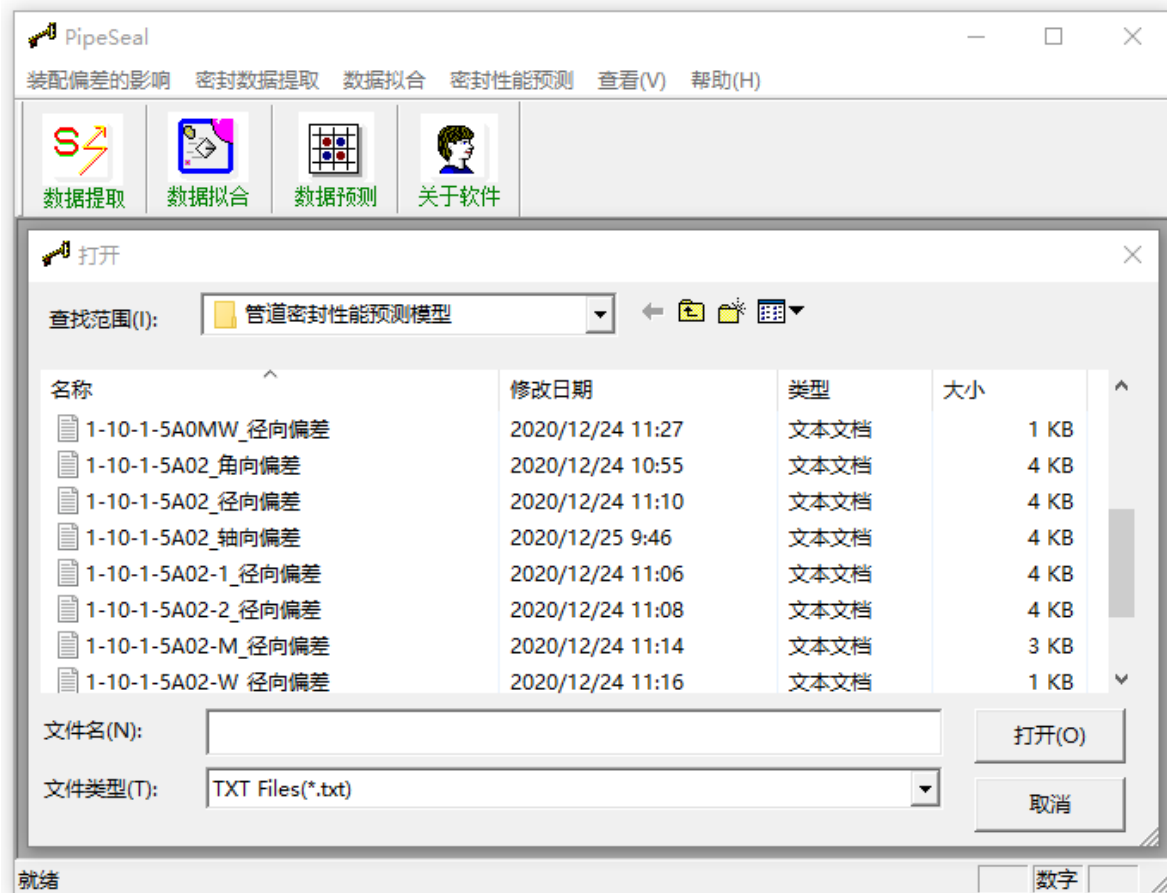 PipeSeal
装配偏差的影响 密封数据提取 数据拟合 密封性能预测 查看(V) 帮助(H)
数据提取 数据拟合 数据预测 关于软件
打开
查找范围(I): 管道密封性能预测模型
名称 修改日期 类型 大小
1-10-1-5A0MW_径向偏差 2020/12/24 11:27 文本文档 1 KB
1-10-1-5A02_角向偏差 2020/12/24 10:55 文本文档 4 KB
1-10-1-5A02_径向偏差 2020/12/24 11:10 文本文档 4 KB
1-10-1-5A02_轴向偏差 2020/12/25 9:46 文本文档 4 KB
1-10-1-5A02-1_径向偏差 2020/12/24 11:06 文本文档 4 KB
1-10-1-5A02-2_径向偏差 2020/12/24 11:08 文本文档 4 KB
1-10-1-5A02-M_径向偏差 2020/12/24 11:14 文本文档 3 KB
1-10-1-5A02-W_径向偏差 2020/12/24 11:16 文本文档 1 KB
文件名(N): 打开(O)
文件类型(T): TXT Files(*.txt) 取消
就绪 数字